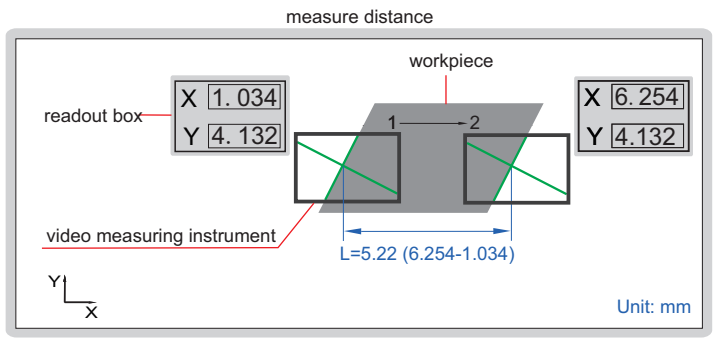 measure distance
workpiece
readout box
X 1.034
Y 4.132
X 6.254
Y 4.132
1 2
video measuring instrument
L=5.22 (6.254-1.034)
Y
X
Unit: mm